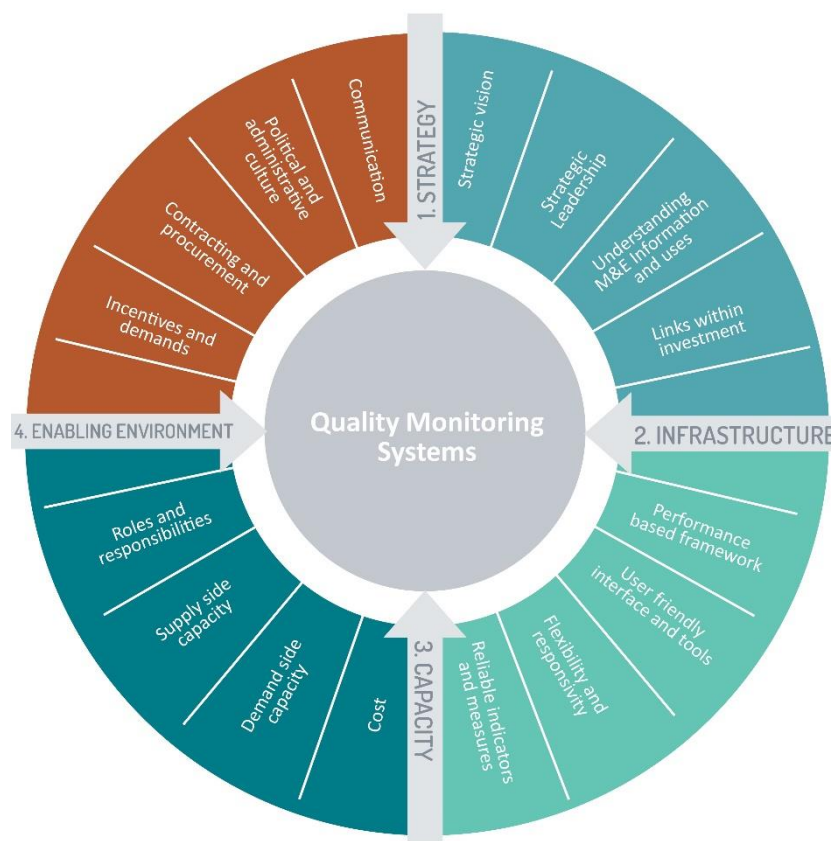 1. STRATEGY
Strategic vision
Strategic
Leadership
Understanding
M&E Information
and uses
Links within
investment
2. INFRASTRUCTURE
Performance
based framework
User friendly
interface and tools
Flexibility and
responsivity
Reliable indicators
and measures
3. CAPACITY
Cost
Demand side
capacity
Supply side
capacity
Roles and
responsibilities
4. ENABLING ENVIRONMENT
Incentives and
demands
Contracting and
procurement
Political and
administrative
culture
Communication
Quality Monitoring
Systems